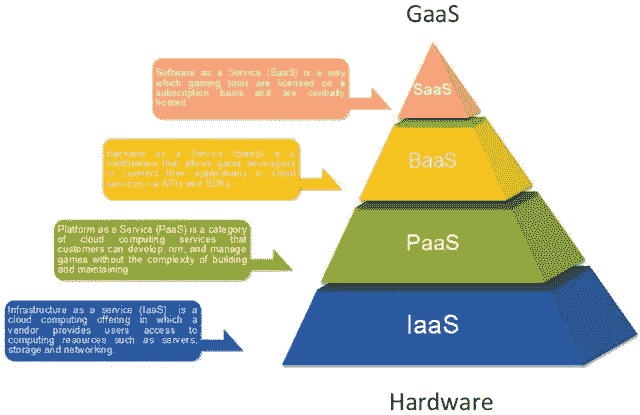 GaaS
Software as a Service (SaaS) is a way
which gaming tools are licensed on a
subscription basis and are centrally
hosted
SaaS
Backend as a Service (BaaS) is a
middleware that allows game developers
to connect their applications to cloud
services via APIs and SDKs
BaaS
Platform as a Service (PaaS) is a category
of cloud computing services that
customers can develop, run, and manage
games without the complexity of building
and maintaining
PaaS
Infrastructure as a service (IaaS) is a
cloud computing offering in which a
vendor provides users access to
computing resources such as servers,
storage and networking.
IaaS
Hardware